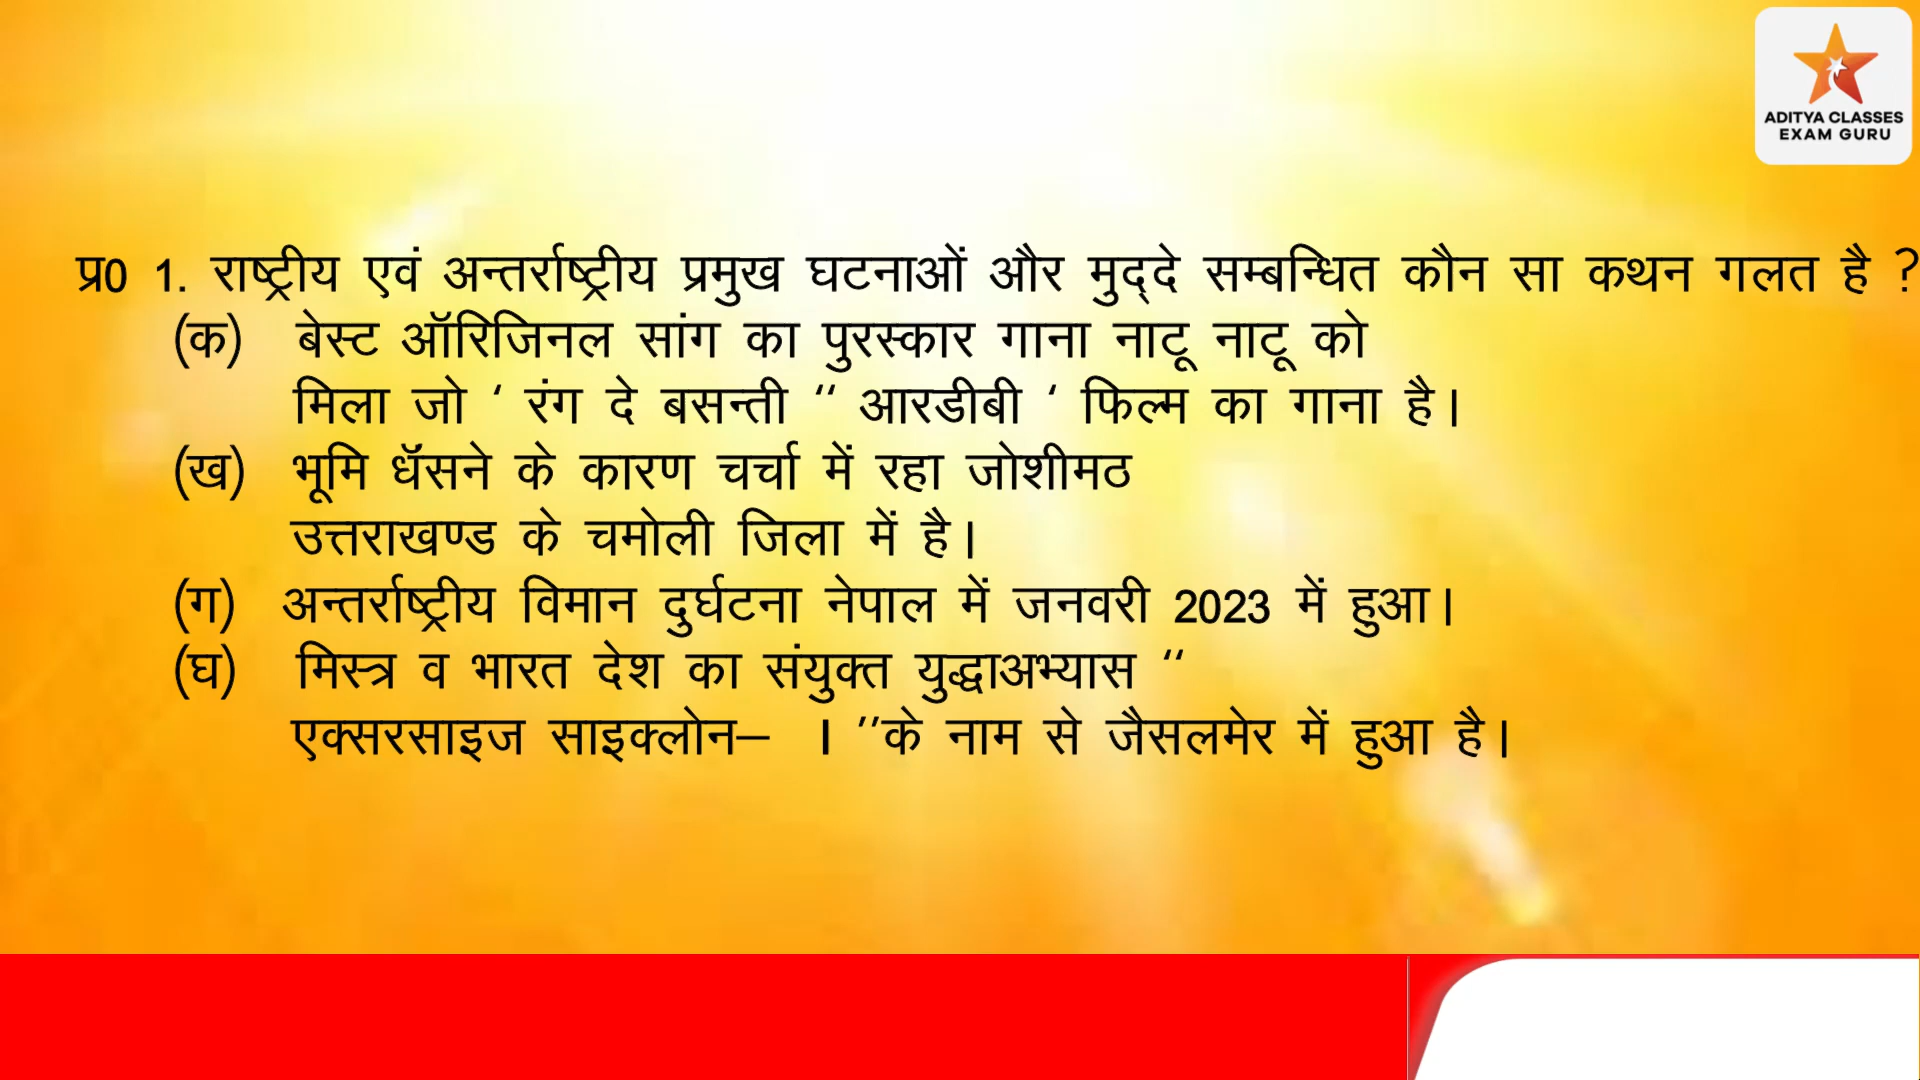 ADITYA CLASSES
EXAM GURU
प्र0 1. राष्ट्रीय एवं अन्तर्राष्ट्रीय प्रमुख घटनाओं और मुद्दे सम्बन्धित कौन सा कथन गलत है ?
(क) बेस्ट ऑरिजिनल सांग का पुरस्कार गाना नाटू नाटू को
मिला जो ‘ रंग दे बसन्ती “ आरडीबी ‘ फिल्म का गाना है।
(ख) भूमि धॅसने के कारण चर्चा में रहा जोशीमठ
उत्तराखण्ड के चमोली जिला में है।
(ग) अन्तर्राष्ट्रीय विमान दुर्घटना नेपाल में जनवरी 2023 में हुआ।
(घ) मिस्त्र व भारत देश का संयुक्त युद्धाअभ्यास “
एक्सरसाइज साइक्लोन– I ”के नाम से जैसलमेर में हुआ है।